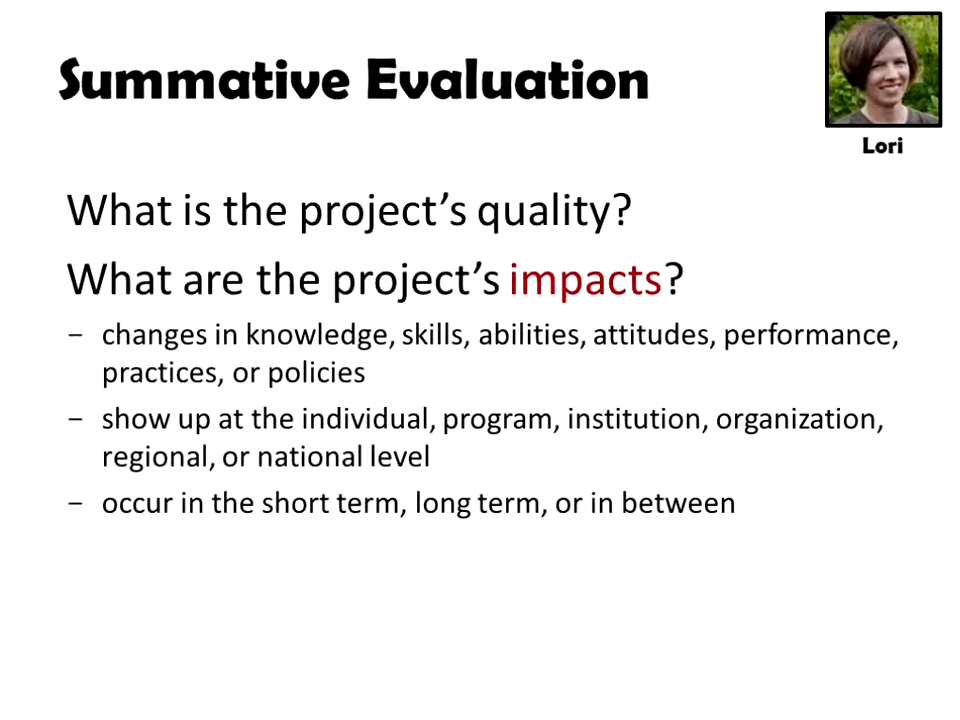 Summative Evaluation
Lori
What is the project’s quality?
What are the project’s impacts?
– changes in knowledge, skills, abilities, attitudes, performance,
practices, or policies
– show up at the individual, program, institution, organization,
regional, or national level
– occur in the short term, long term, or in between